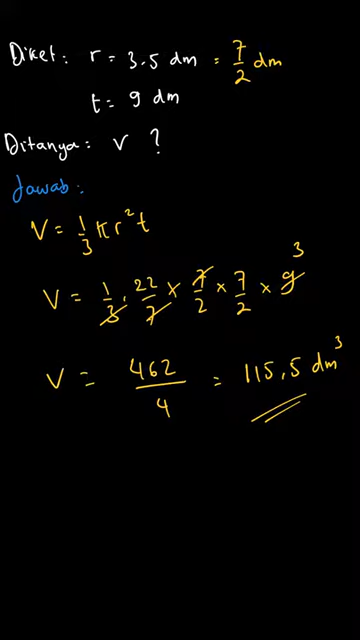 Diket: r = 3.5 dm = 7/2 dm
t = 9 dm
Ditanya: V ?
Jawab:
V = 1/3 π r² t
V = 1/3 . 22/7 × 7/2 × 7/2 × 9 3
V = 462/4 = 115,5 dm³